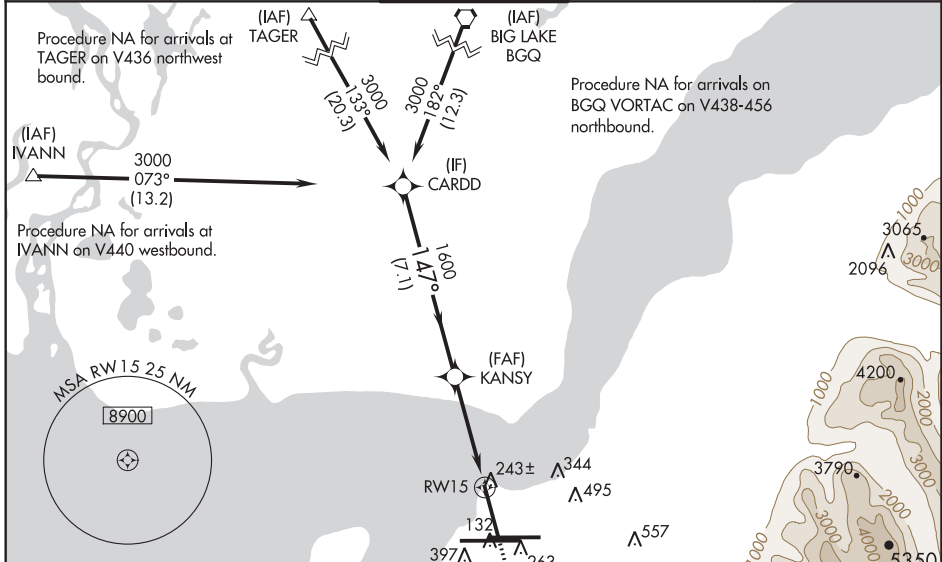 (IAF)
TAGER
(IAF)
BIG LAKE
BGQ
Procedure NA for arrivals at
TAGER on V436 northwest
bound.
Procedure NA for arrivals on
BGQ VORTAC on V438-456
northbound.
3000
133°
(20.3)
3000
182°
(12.3)
(IAF)
IVANN
3000
073°
(13.2)
(IF)
CARDD
Procedure NA for arrivals at
IVANN on V440 westbound.
1600
147°
(7.1)
1000
3065
3000
2096
(FAF)
KANSY
MSA RW15 25 NM
8900
1000
4200
2000
3000
RW15
243±
344
495
3790
2000
132
397
263
557
1000
3000
4000
5350